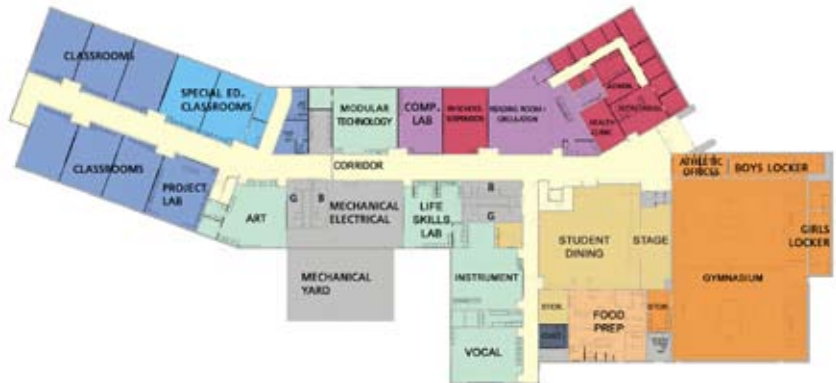 CLASSROOMS
SPECIAL ED.
CLASSROOMS
MODULAR
TECHNOLOGY
COMP.
LAB
READING ROOM /
CIRCULATION
ADMIN.
HEALTH
CLINIC
CORRIDOR
CLASSROOMS
PROJECT
LAB
ART
G
B
MECHANICAL
ELECTRICAL
LIFE
SKILLS
LAB
B
G
MECHANICAL
YARD
INSTRUMENT
VOCAL
STUDENT
DINING
STAGE
STOR.
FOOD
PREP
STOR.
ATHLETIC
OFFICES
BOYS LOCKER
GIRLS
LOCKER
GYMNASIUM